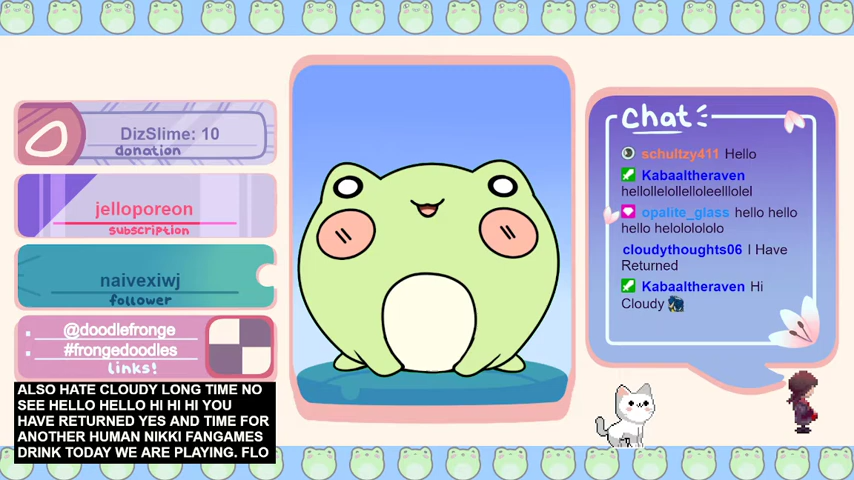 DizSlime: 10
donation
jelloporeon
subscription
naivexiwj
follower
@doodlefronge
#frongedoodles
links!
ALSO HATE CLOUDY LONG TIME NO
SEE HELLO HELLO HI HI HI YOU
HAVE RETURNED YES AND TIME FOR
ANOTHER HUMAN NIKKI FANGAMES
DRINK TODAY WE ARE PLAYING. FLO
Chat
schultzy411 Hello
Kabaaltheraven
hellollelollelloleelllolel
opalite_glass hello hello
hello helolololo
cloudythoughts06 I Have
Returned
Kabaaltheraven Hi
Cloudy